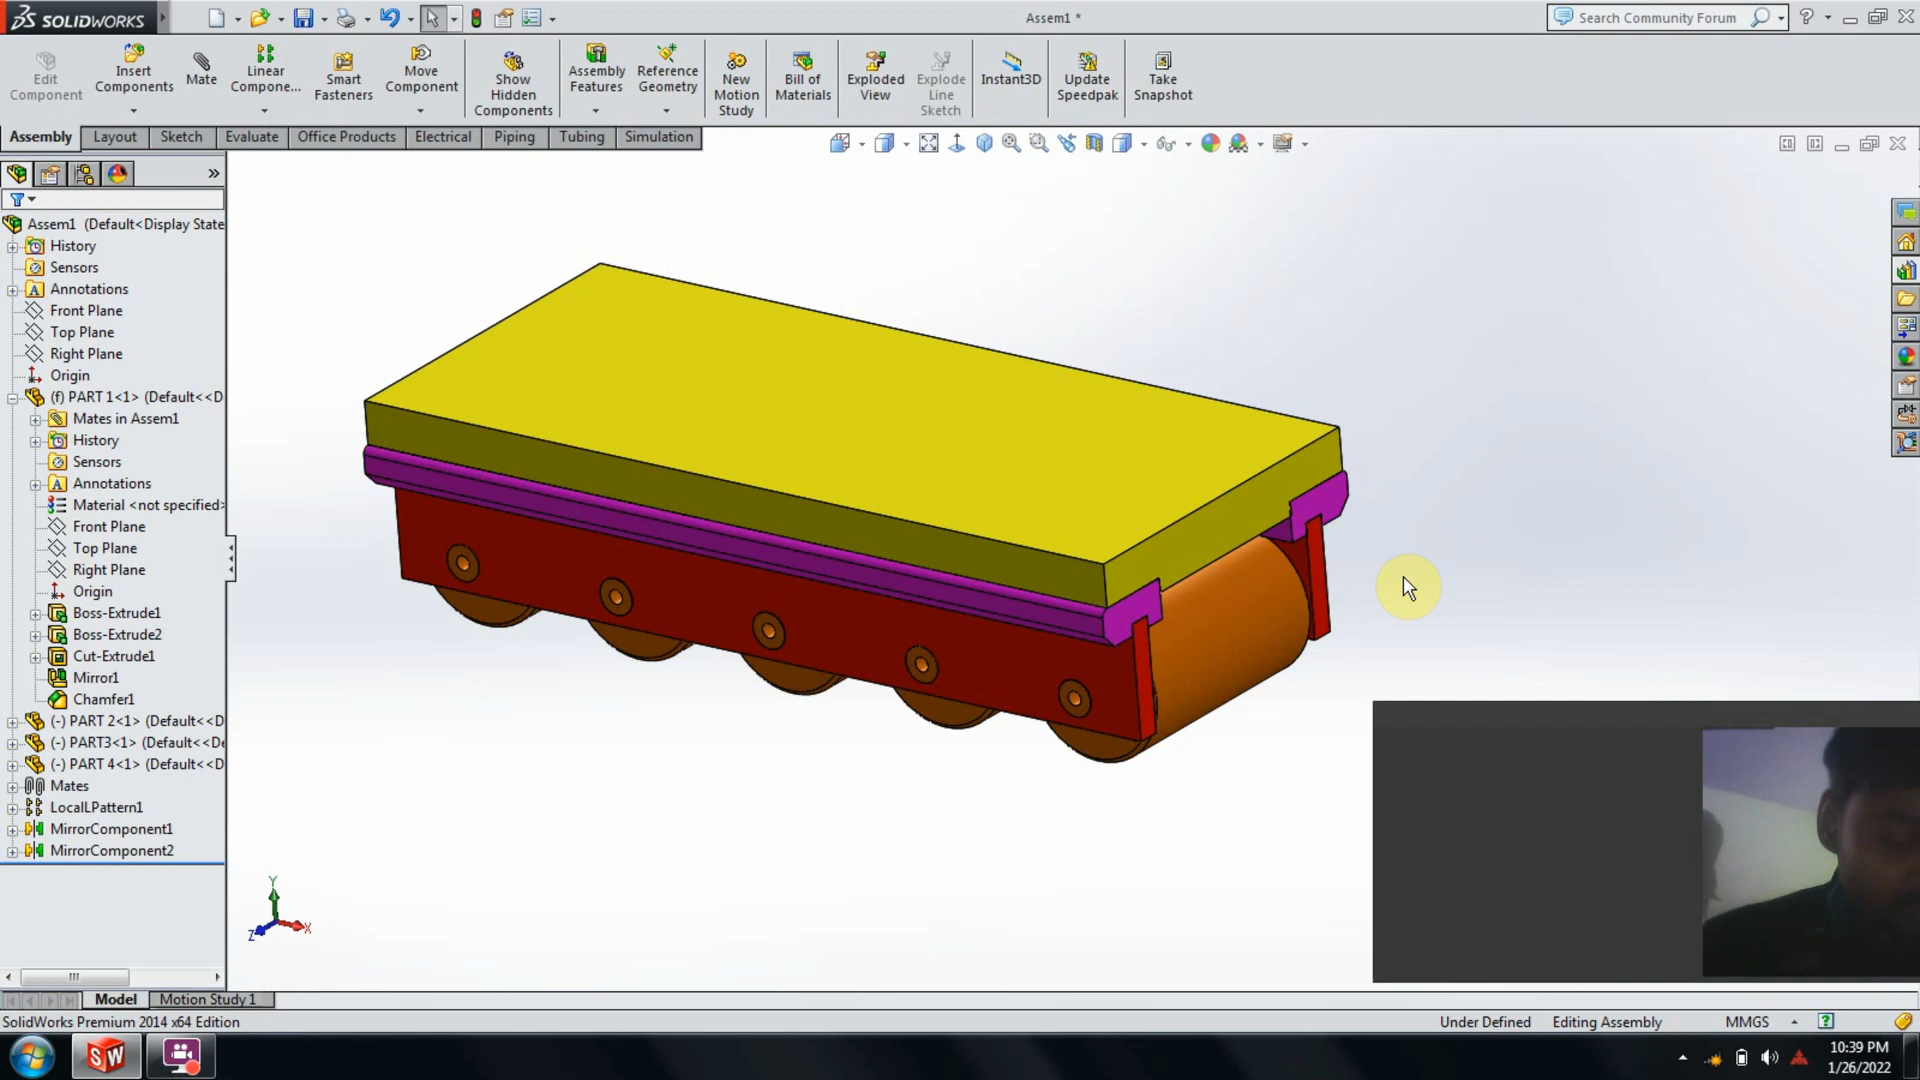 SOLIDWORKS
Assem1 *
Search Community Forum
Edit Component
Insert Components
Mate
Linear Compone...
Smart Fasteners
Move Component
Show Hidden Components
Assembly Features
Reference Geometry
New Motion Study
Bill of Materials
Exploded View
Explode Line Sketch
Instant3D
Update Speedpak
Take Snapshot
Assembly
Layout
Sketch
Evaluate
Office Products
Electrical
Piping
Tubing
Simulation
Assem1 (Default<Display State
History
Sensors
Annotations
Front Plane
Top Plane
Right Plane
Origin
(f) PART 1<1> (Default<<D
Mates in Assem1
History
Sensors
Annotations
Material <not specified>
Front Plane
Top Plane
Right Plane
Origin
Boss-Extrude1
Boss-Extrude2
Cut-Extrude1
Mirror1
Chamfer1
(-) PART 2<1> (Default<<D
(-) PART3<1> (Default<<De
(-) PART 4<1> (Default<<D
Mates
LocalLPattern1
MirrorComponent1
MirrorComponent2
Y
Z
X
Model
Motion Study 1
SolidWorks Premium 2014 x64 Edition
Under Defined
Editing Assembly
MMGS
SW
10:39 PM
1/26/2022